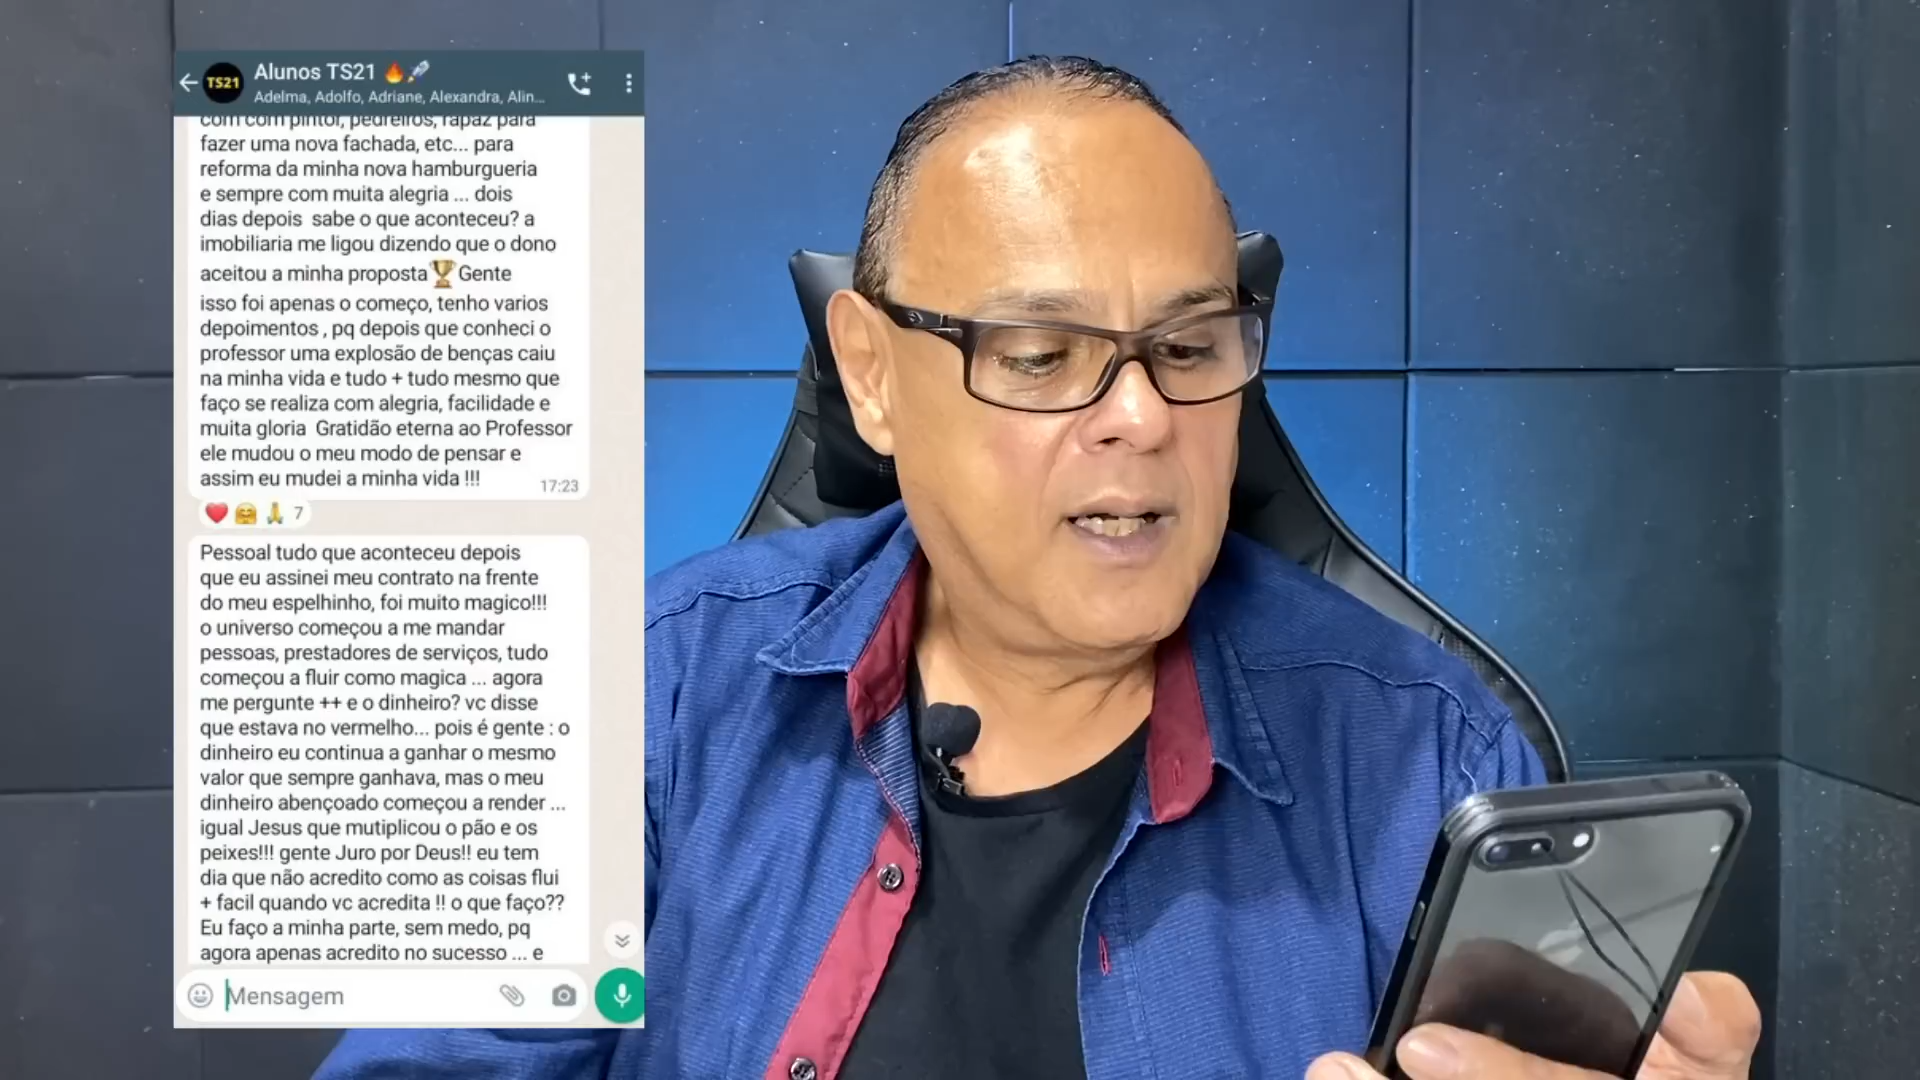 Alunos TS21
TS21
Adelma, Adolfo, Adriane, Alexandra, Alin...
com com pintor, pedreiros, rapaz para
fazer uma nova fachada, etc... para
reforma da minha nova hamburgueria
e sempre com muita alegria ... dois
dias depois sabe o que aconteceu? a
imobiliaria me ligou dizendo que o dono
aceitou a minha proposta🏆Gente
isso foi apenas o começo, tenho varios
depoimentos , pq depois que conheci o
professor uma explosão de benças caiu
na minha vida e tudo + tudo mesmo que
faço se realiza com alegria, facilidade e
muita gloria Gratidão eterna ao Professor
ele mudou o meu modo de pensar e
assim eu mudei a minha vida !!!
17:23
7
Pessoal tudo que aconteceu depois
que eu assinei meu contrato na frente
do meu espelhinho, foi muito magico!!!
o universo começou a me mandar
pessoas, prestadores de serviços, tudo
começou a fluir como magica ... agora
me pergunte ++ e o dinheiro? vc disse
que estava no vermelho... pois é gente : o
dinheiro eu continua a ganhar o mesmo
valor que sempre ganhava, mas o meu
dinheiro abençoado começou a render ...
igual Jesus que mutiplicou o pão e os
peixes!!! gente Juro por Deus!! eu tem
dia que não acredito como as coisas flui
+ facil quando vc acredita !! o que faço??
Eu faço a minha parte, sem medo, pq
agora apenas acredito no sucesso ... e
Mensagem